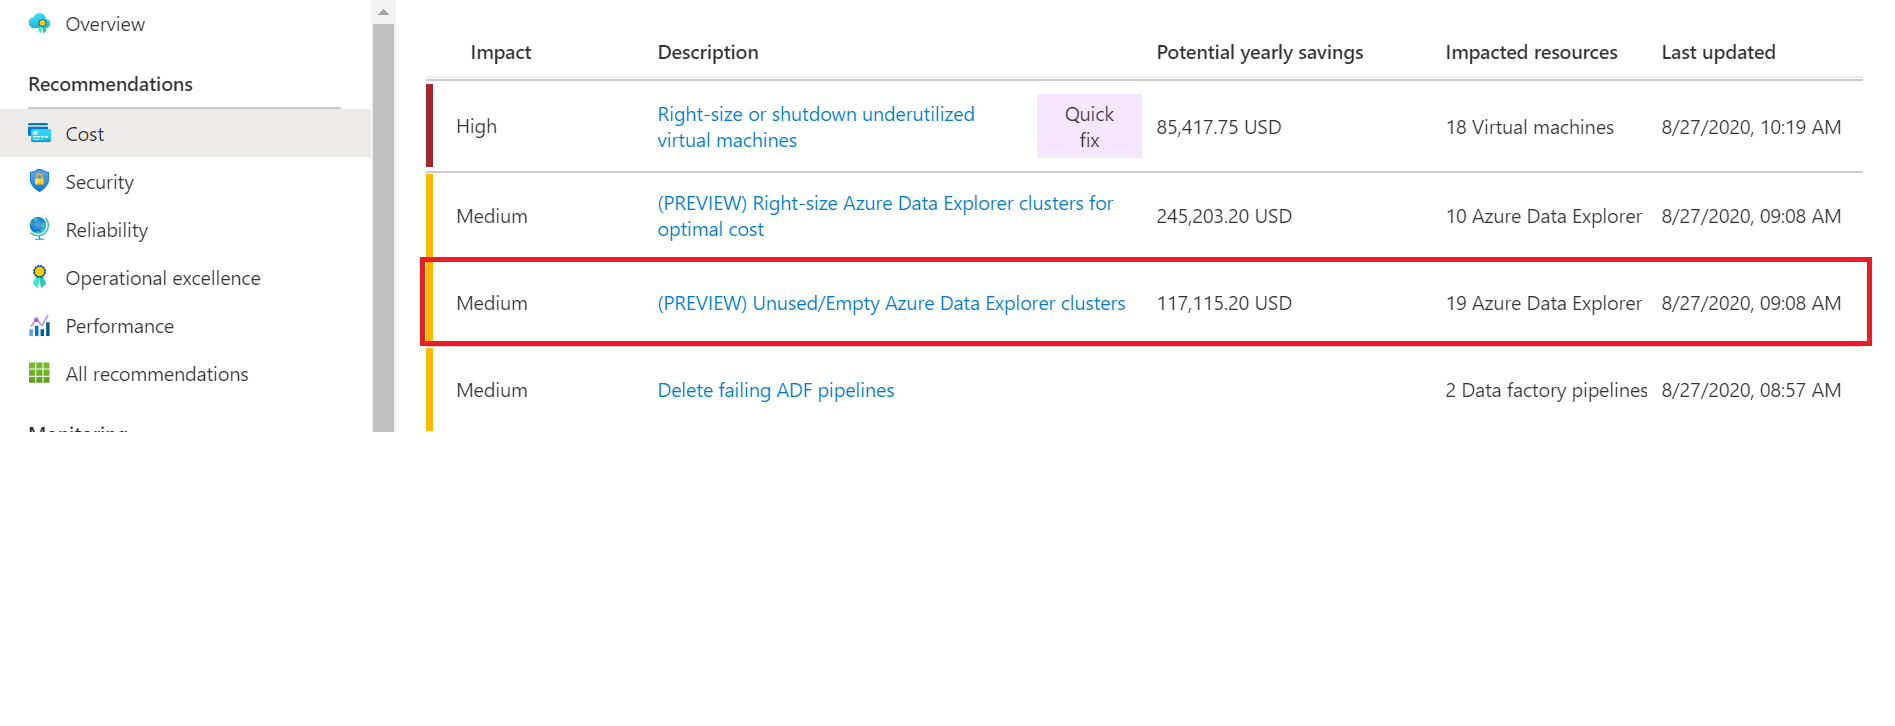 Overview
Recommendations
Cost
Security
Reliability
Operational excellence
Performance
All recommendations
Monitoring
Impact Description Potential yearly savings Impacted resources Last updated
High Right-size or shutdown underutilized virtual machines Quick fix 85,417.75 USD 18 Virtual machines 8/27/2020, 10:19 AM
Medium (PREVIEW) Right-size Azure Data Explorer clusters for optimal cost 245,203.20 USD 10 Azure Data Explorer 8/27/2020, 09:08 AM
Medium (PREVIEW) Unused/Empty Azure Data Explorer clusters 117,115.20 USD 19 Azure Data Explorer 8/27/2020, 09:08 AM
Medium Delete failing ADF pipelines 2 Data factory pipelines 8/27/2020, 08:57 AM